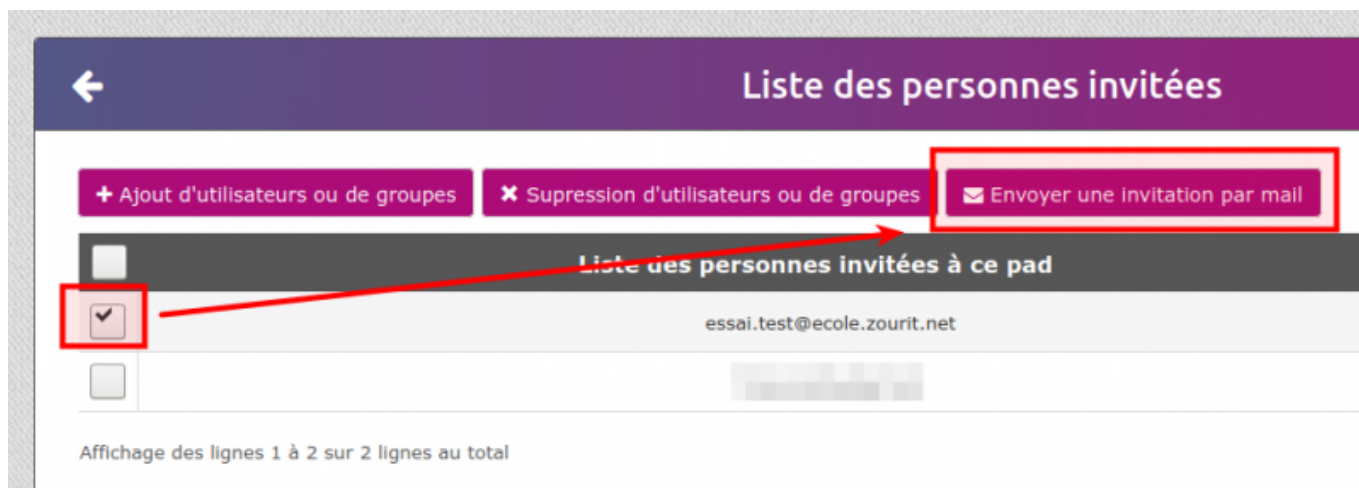 Liste des personnes invitées
Ajout d'utilisateurs ou de groupes
Supression d'utilisateurs ou de groupes
Envoyer une invitation par mail
Liste des personnes invitées à ce pad
essai.test@ecole.zourit.net
Affichage des lignes 1 à 2 sur 2 lignes au total